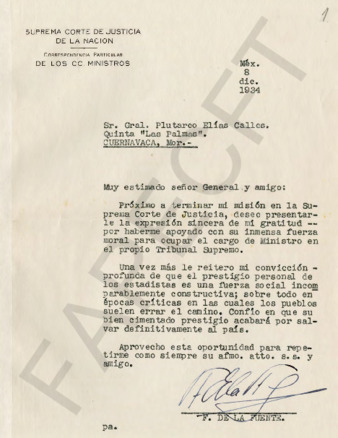 1
SUPREMA CORTE DE JUSTICIA
DE LA NACION
CORRESPONDENCIA PARTICULAR
DE LOS CC MINISTROS
Méx.
8
dic.
1934
Sr. Gral. Plutarco Elías Calles.
Quinta "Las Palmas".
CUERNAVACA, Mor.-
Muy estimado señor General y amigo:
Próximo a terminar mi misión en la Su
prema Corte de Justicia, deseo presentar-
le la expresión sincera de mi gratitud --
por haberme apoyado con su inmensa fuerza
moral para ocupar el cargo de Ministro en
el propio Tribunal Supremo.
Una vez más le reitero mi convicción -
profunda de que el prestigio personal de
los estadistas es una fuerza social incom
parablemente constructiva; sobre todo en
épocas críticas en las cuales los pueblos
suelen errar el camino. Confío en que su
bien cimentado prestigio acabará por sal-
var definitivamente al país.
Aprovecho esta oportunidad para repe-
tirme como siempre su afmo. atto. s.s. y
amigo.
F. DE LA FUENTE.
pa.
FAPECFT